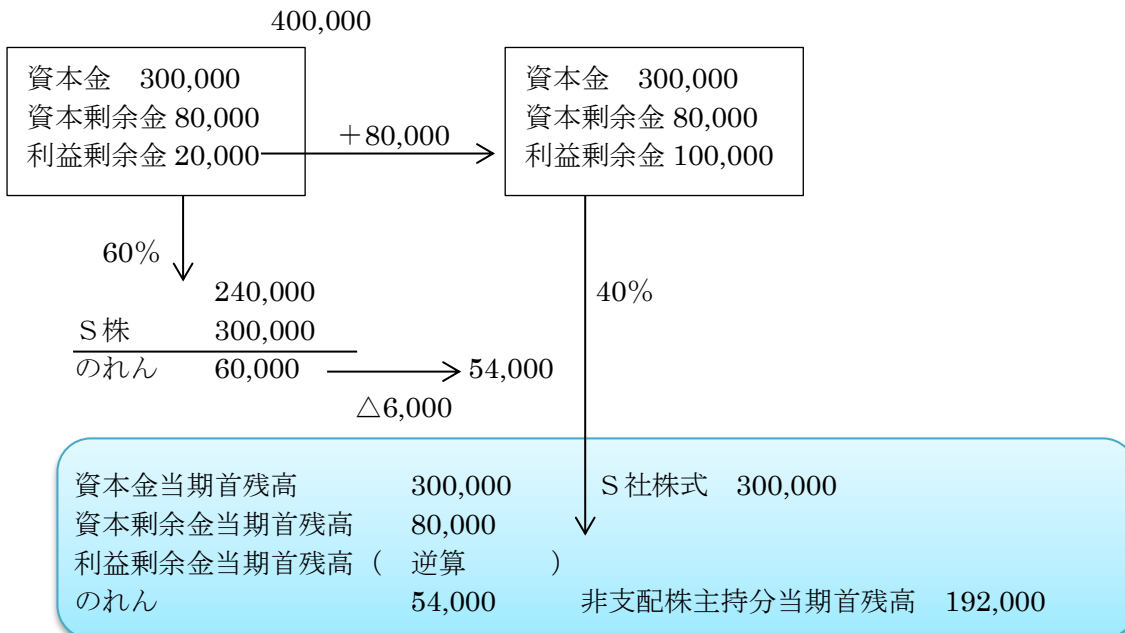 400,000
資本金 300,000
資本剰余金 80,000
利益剰余金 20,000
+80,000
資本金 300,000
資本剰余金 80,000
利益剰余金 100,000
60%
240,000
S株 300,000
のれん 60,000
54,000
△6,000
40%
資本金当期首残高 300,000 S社株式 300,000
資本剰余金当期首残高 80,000
利益剰余金当期首残高 ( 逆算 )
のれん 54,000 非支配株主持分当期首残高 192,000